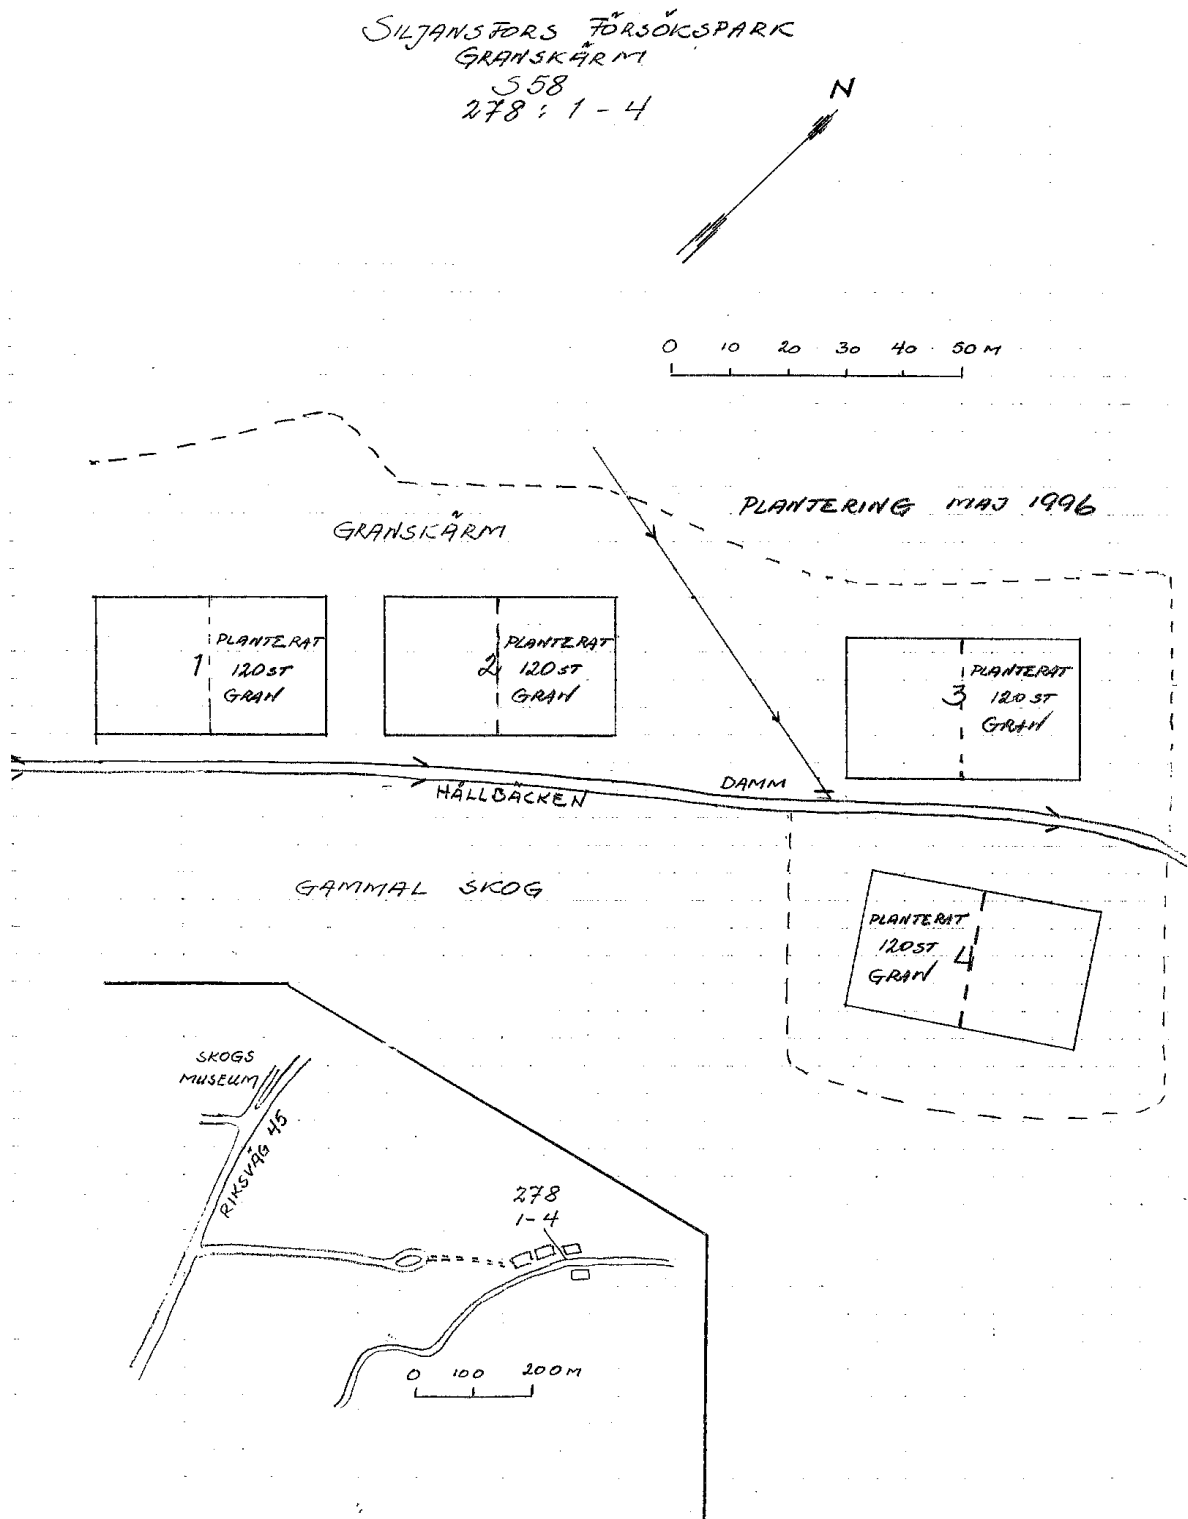 SILJANSFORS FÖRSÖKSPARK
GRANSKÄRM
S 58
278 : 1 - 4
N
0 10 20 30 40 50 M
PLANTERING MAJ 1996
GRANSKÄRM
1
PLANTERAT
120 ST
GRAN
2
PLANTERAT
120 ST
GRAN
3
PLANTERAT
120 ST
GRAN
DAMM
HÅLLBÄCKEN
GAMMAL SKOG
PLANTERAT
120 ST
GRAN
4
SKOGS
MUSEUM
RIKSVÄG 45
278
1-4
0 100 200 M